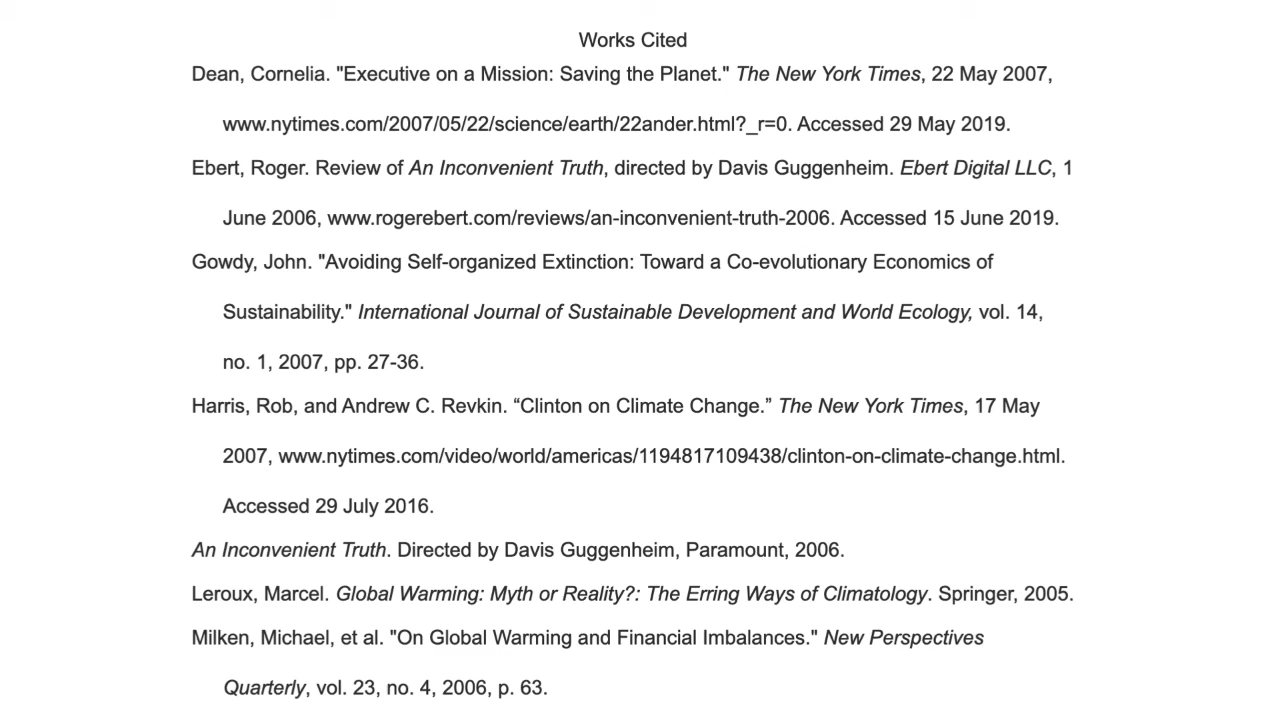 Works Cited
Dean, Cornelia. "Executive on a Mission: Saving the Planet." The New York Times, 22 May 2007,
www.nytimes.com/2007/05/22/science/earth/22ander.html?_r=0. Accessed 29 May 2019.
Ebert, Roger. Review of An Inconvenient Truth, directed by Davis Guggenheim. Ebert Digital LLC, 1
June 2006, www.rogerebert.com/reviews/an-inconvenient-truth-2006. Accessed 15 June 2019.
Gowdy, John. "Avoiding Self-organized Extinction: Toward a Co-evolutionary Economics of
Sustainability." International Journal of Sustainable Development and World Ecology, vol. 14,
no. 1, 2007, pp. 27-36.
Harris, Rob, and Andrew C. Revkin. “Clinton on Climate Change.” The New York Times, 17 May
2007, www.nytimes.com/video/world/americas/1194817109438/clinton-on-climate-change.html.
Accessed 29 July 2016.
An Inconvenient Truth. Directed by Davis Guggenheim, Paramount, 2006.
Leroux, Marcel. Global Warming: Myth or Reality?: The Erring Ways of Climatology. Springer, 2005.
Milken, Michael, et al. "On Global Warming and Financial Imbalances." New Perspectives
Quarterly, vol. 23, no. 4, 2006, p. 63.